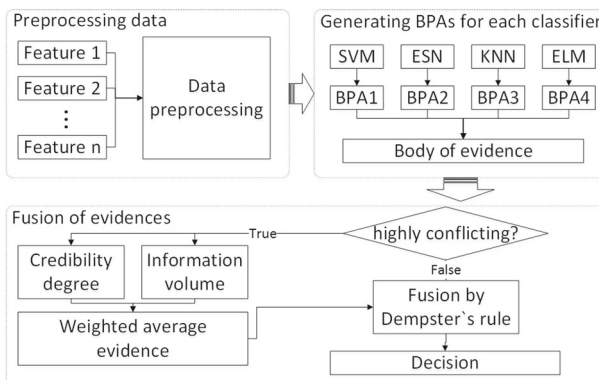 Preprocessing data
Feature 1
Feature 2
⋮
Feature n
Data
preprocessing
Generating BPAs for each classifier
SVM
ESN
KNN
ELM
BPA1
BPA2
BPA3
BPA4
Body of evidence
Fusion of evidences
highly conflicting?
True
False
Credibility
degree
Information
volume
Weighted average
evidence
Fusion by
Dempster`s rule
Decision